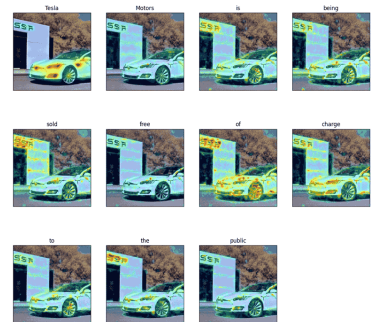 Tesla Motors is being
sold free of charge
to the public